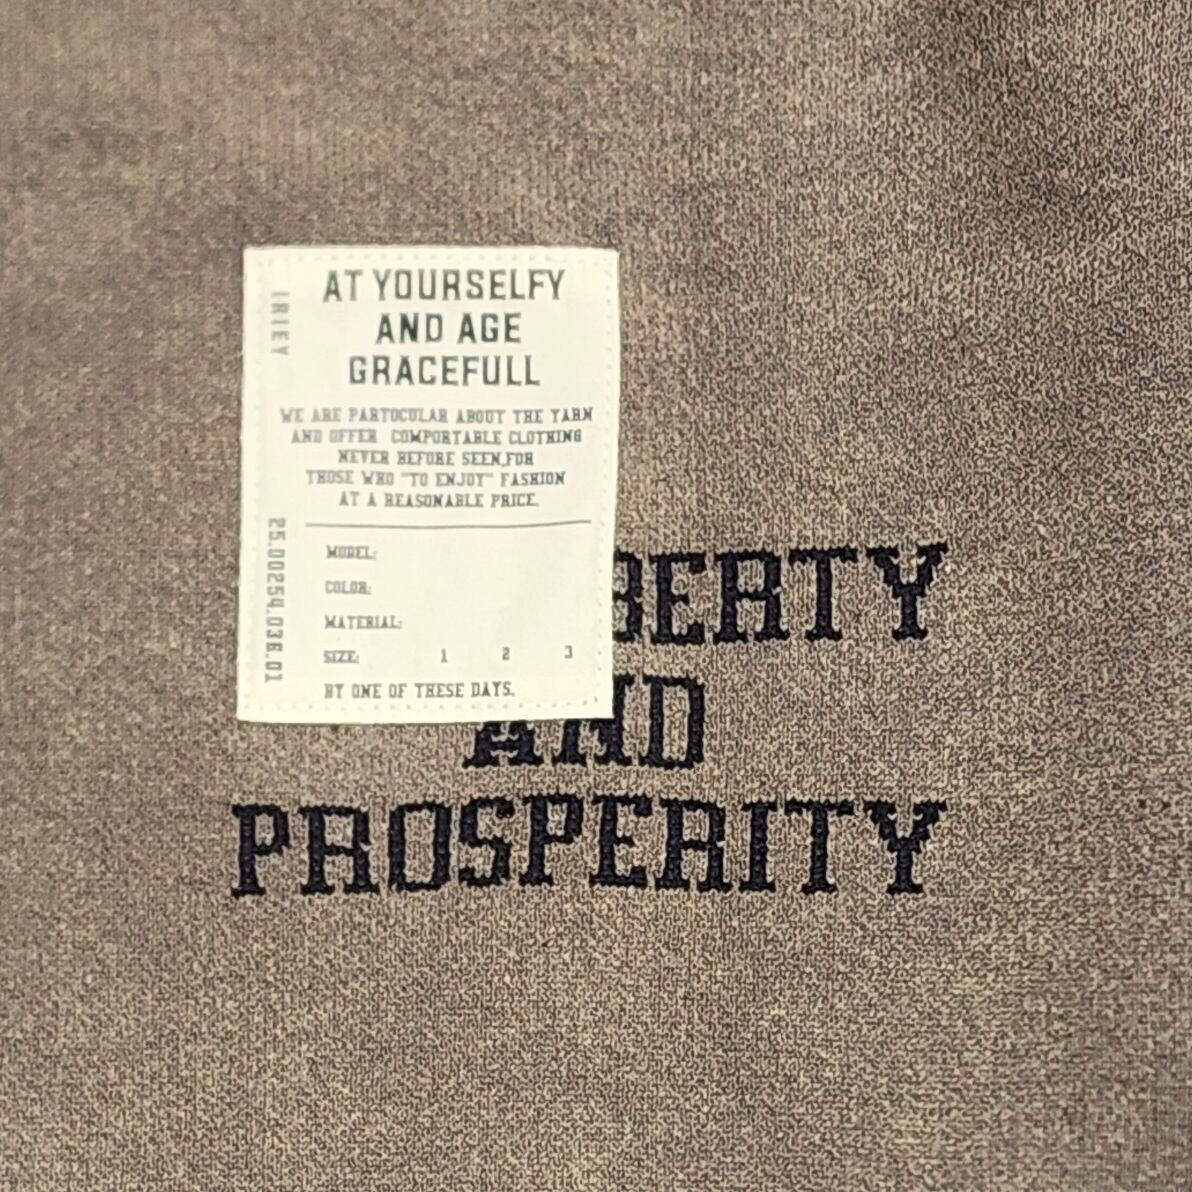 AT YOURSELFY
AND AGE
GRACEFULL
IRIEY
WE ARE PARTOCULAR ABOUT THE YARN
AND OFFER COMPORTABLE CLOTHING
NEVER BEFORE SEEN,FOR
THOSE WHO "TO ENJOY" FASHION
AT A REASONABLE PRICE.
25.00254.036.01
MODEL:
COLOR:
MATERIAL:
SIZE: 1 2 3
BY ONE OF THESE DAYS.
BERTY
AND
PROSPERITY